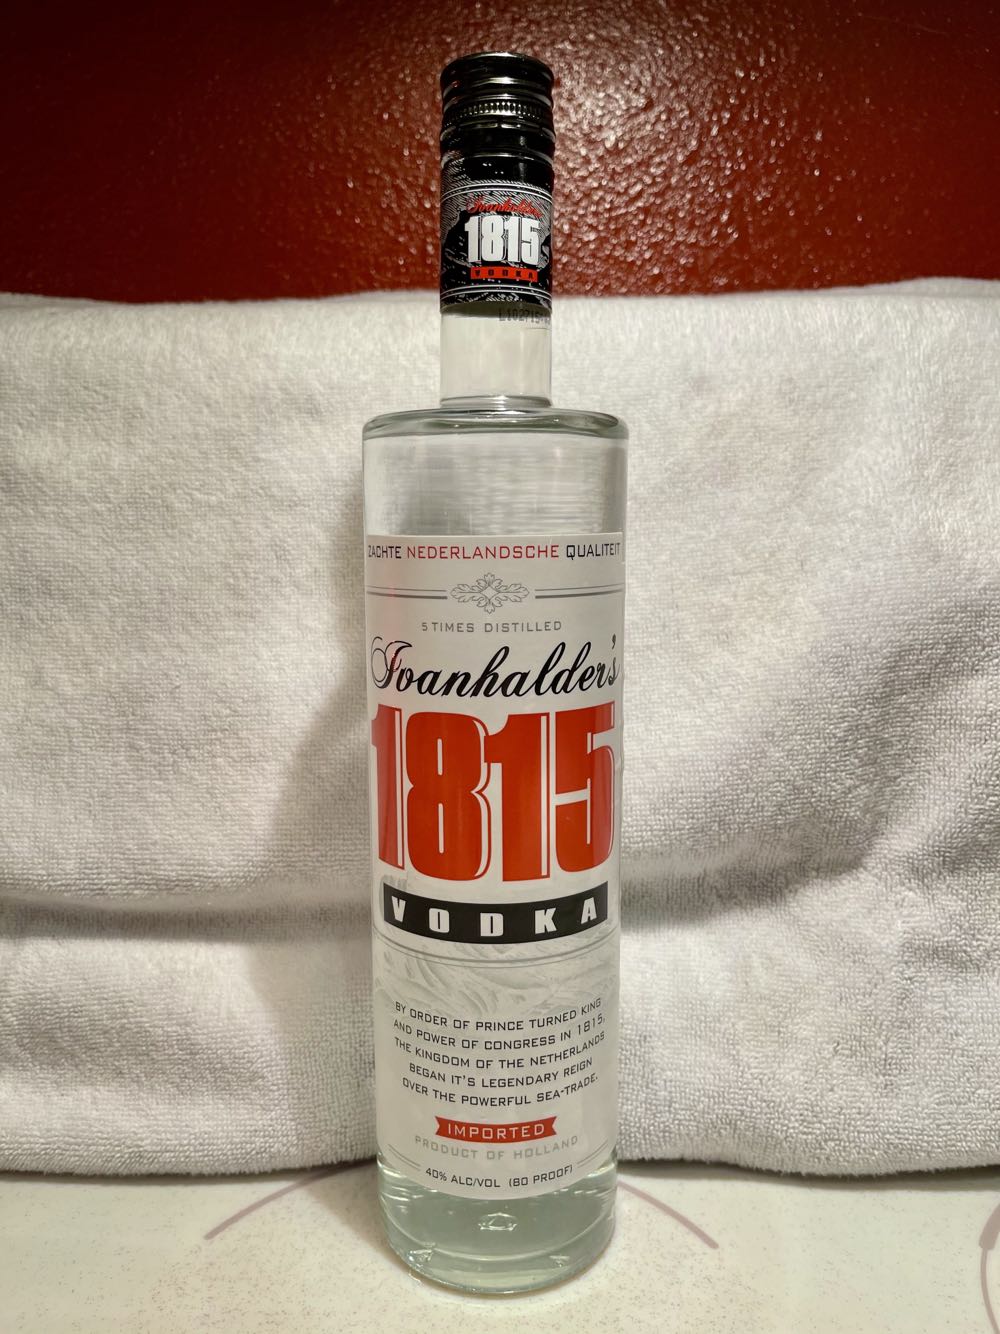 Ivanhalder's
1815
VODKA
ZACHTE NEDERLANDSCHE QUALITEIT
5 TIMES DISTILLED
Ivanhalder's
1815
VODKA
BY ORDER OF PRINCE TURNED KING
AND POWER OF CONGRESS IN 1815,
THE KINGDOM OF THE NETHERLANDS
BEGAN IT'S LEGENDARY REIGN
OVER THE POWERFUL SEA-TRADE.
IMPORTED
PRODUCT OF HOLLAND
40% ALC/VOL (80 PROOF)